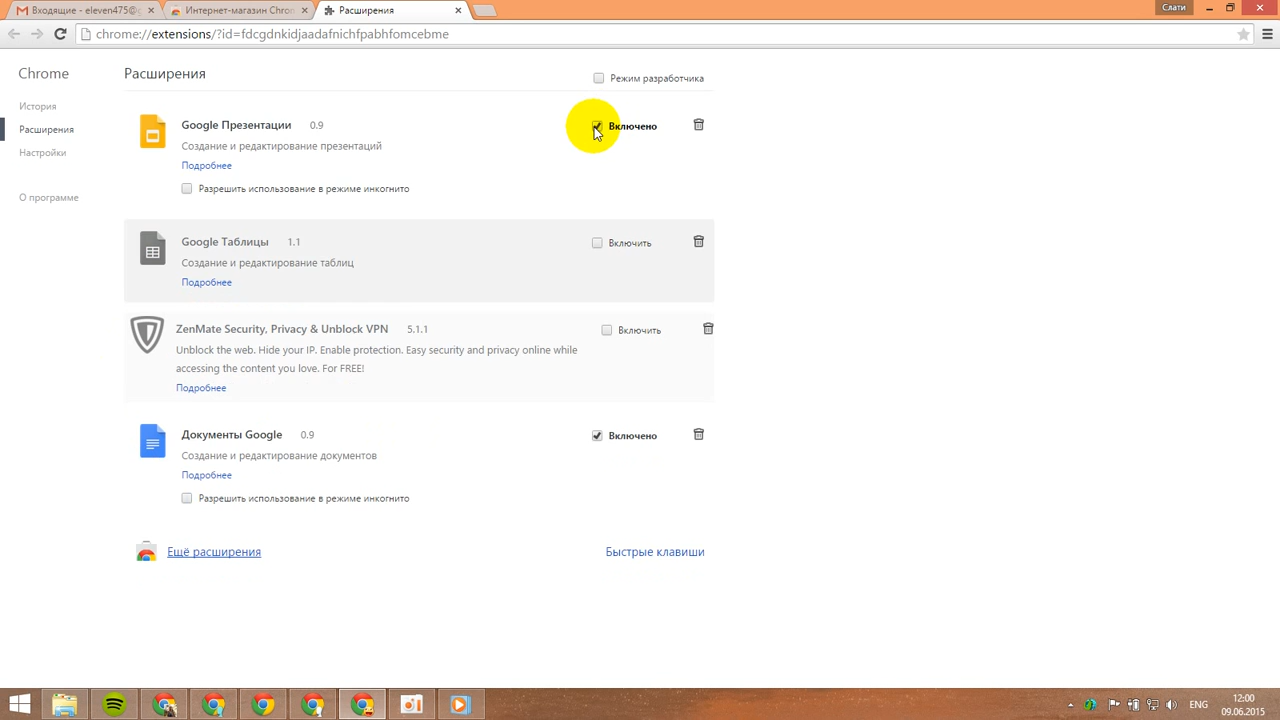 Входящие - eleven475@g
Интернет-магазин Chron
Расширения
Слати
chrome://extensions/?id=fdcgdnkidjaadafnichfpabhfomcebme
Chrome
Расширения
Режим разработчика
История
Расширения
Настройки
О программе
Google Презентации 0.9
Включено
Создание и редактирование презентаций
Подробнее
Разрешить использование в режиме инкогнито
Google Таблицы 1.1
Включить
Создание и редактирование таблиц
Подробнее
ZenMate Security, Privacy & Unblock VPN 5.1.1
Включить
Unblock the web. Hide your IP. Enable protection. Easy security and privacy online while
accessing the content you love. For FREE!
Подробнее
Документы Google 0.9
Включено
Создание и редактирование документов
Подробнее
Разрешить использование в режиме инкогнито
Ещё расширения
Быстрые клавиши
ENG
12:00
09.06.2015